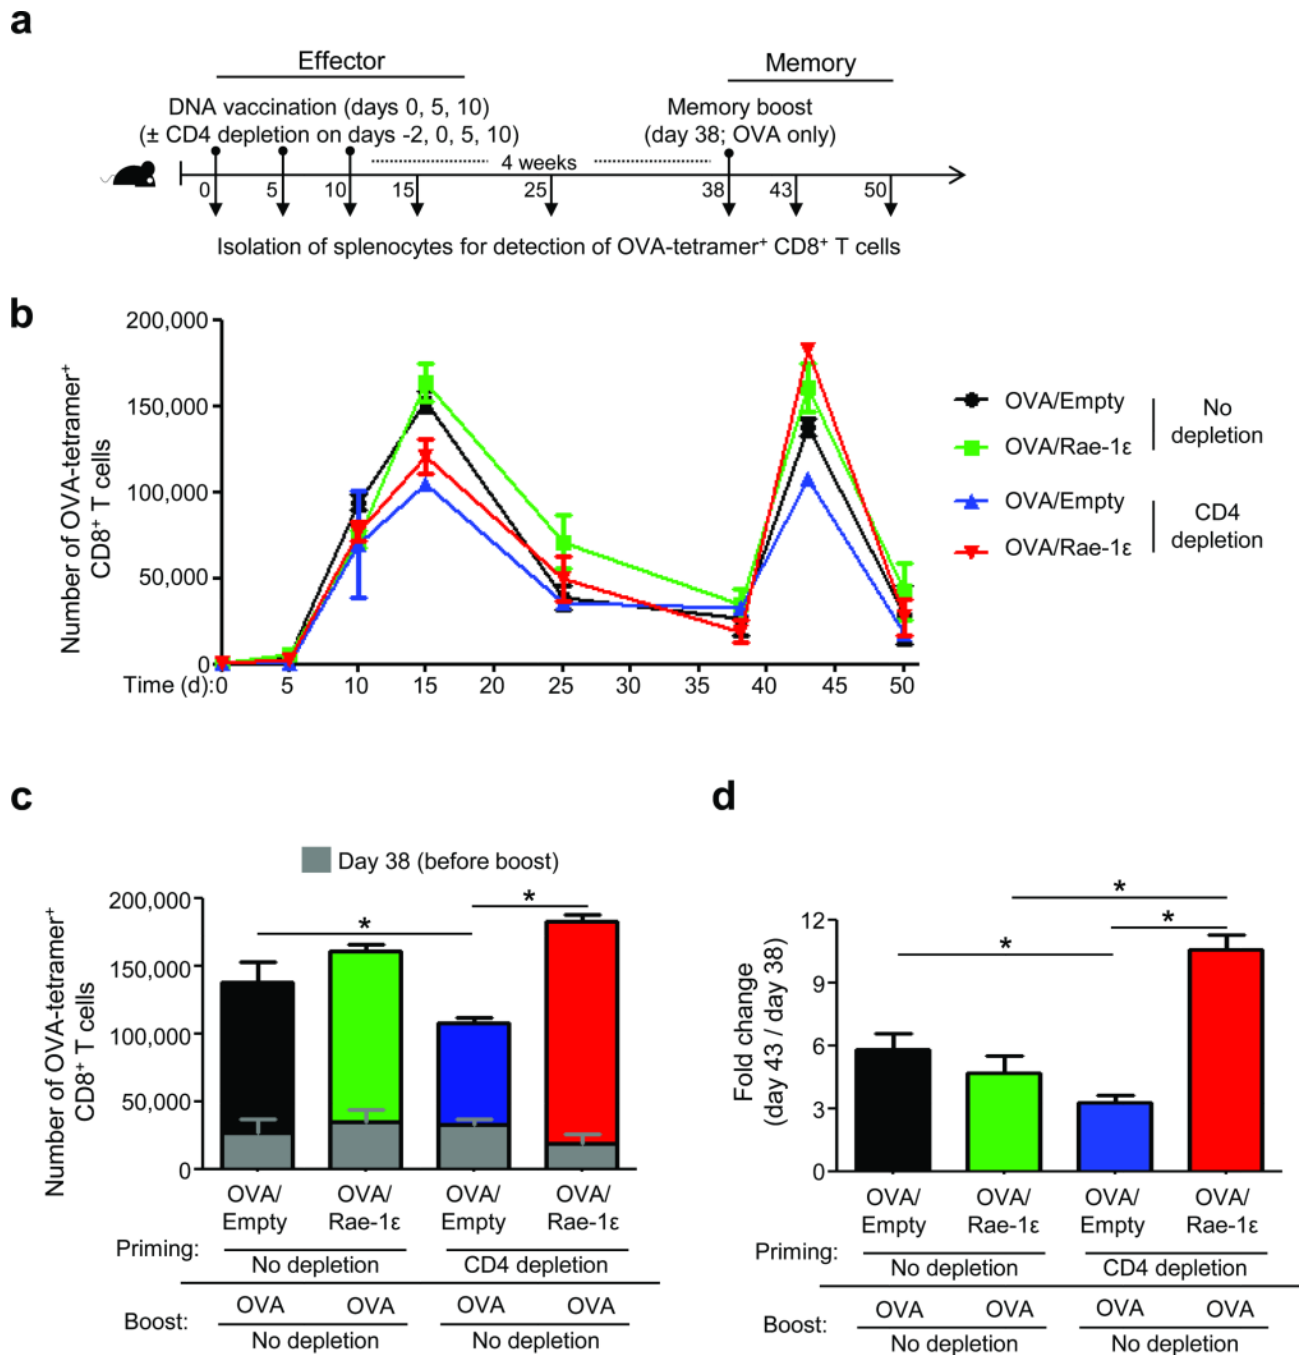 a
Effector
Memory
DNA vaccination (days 0, 5, 10)
(± CD4 depletion on days -2, 0, 5, 10)
Memory boost
(day 38; OVA only)
4 weeks
0 5 10 15 25 38 43 50
Isolation of splenocytes for detection of OVA-tetramer⁺ CD8⁺ T cells
b
Number of OVA-tetramer⁺
CD8⁺ T cells
200,000
150,000
100,000
50,000
0
Time (d): 0 5 10 15 20 25 30 35 40 45 50
OVA/Empty
OVA/Rae-1ε
No
depletion
OVA/Empty
OVA/Rae-1ε
CD4
depletion
c
Day 38 (before boost)
Number of OVA-tetramer⁺
CD8⁺ T cells
200,000
150,000
100,000
50,000
0
* *
OVA/ OVA/ OVA/ OVA/
Empty Rae-1ε Empty Rae-1ε
Priming:
No depletion CD4 depletion
OVA OVA OVA OVA
Boost:
No depletion No depletion
d
Fold change
(day 43 / day 38)
12
9
6
3
0
* * *
OVA/ OVA/ OVA/ OVA/
Empty Rae-1ε Empty Rae-1ε
Priming:
No depletion CD4 depletion
OVA OVA OVA OVA
Boost:
No depletion No depletion